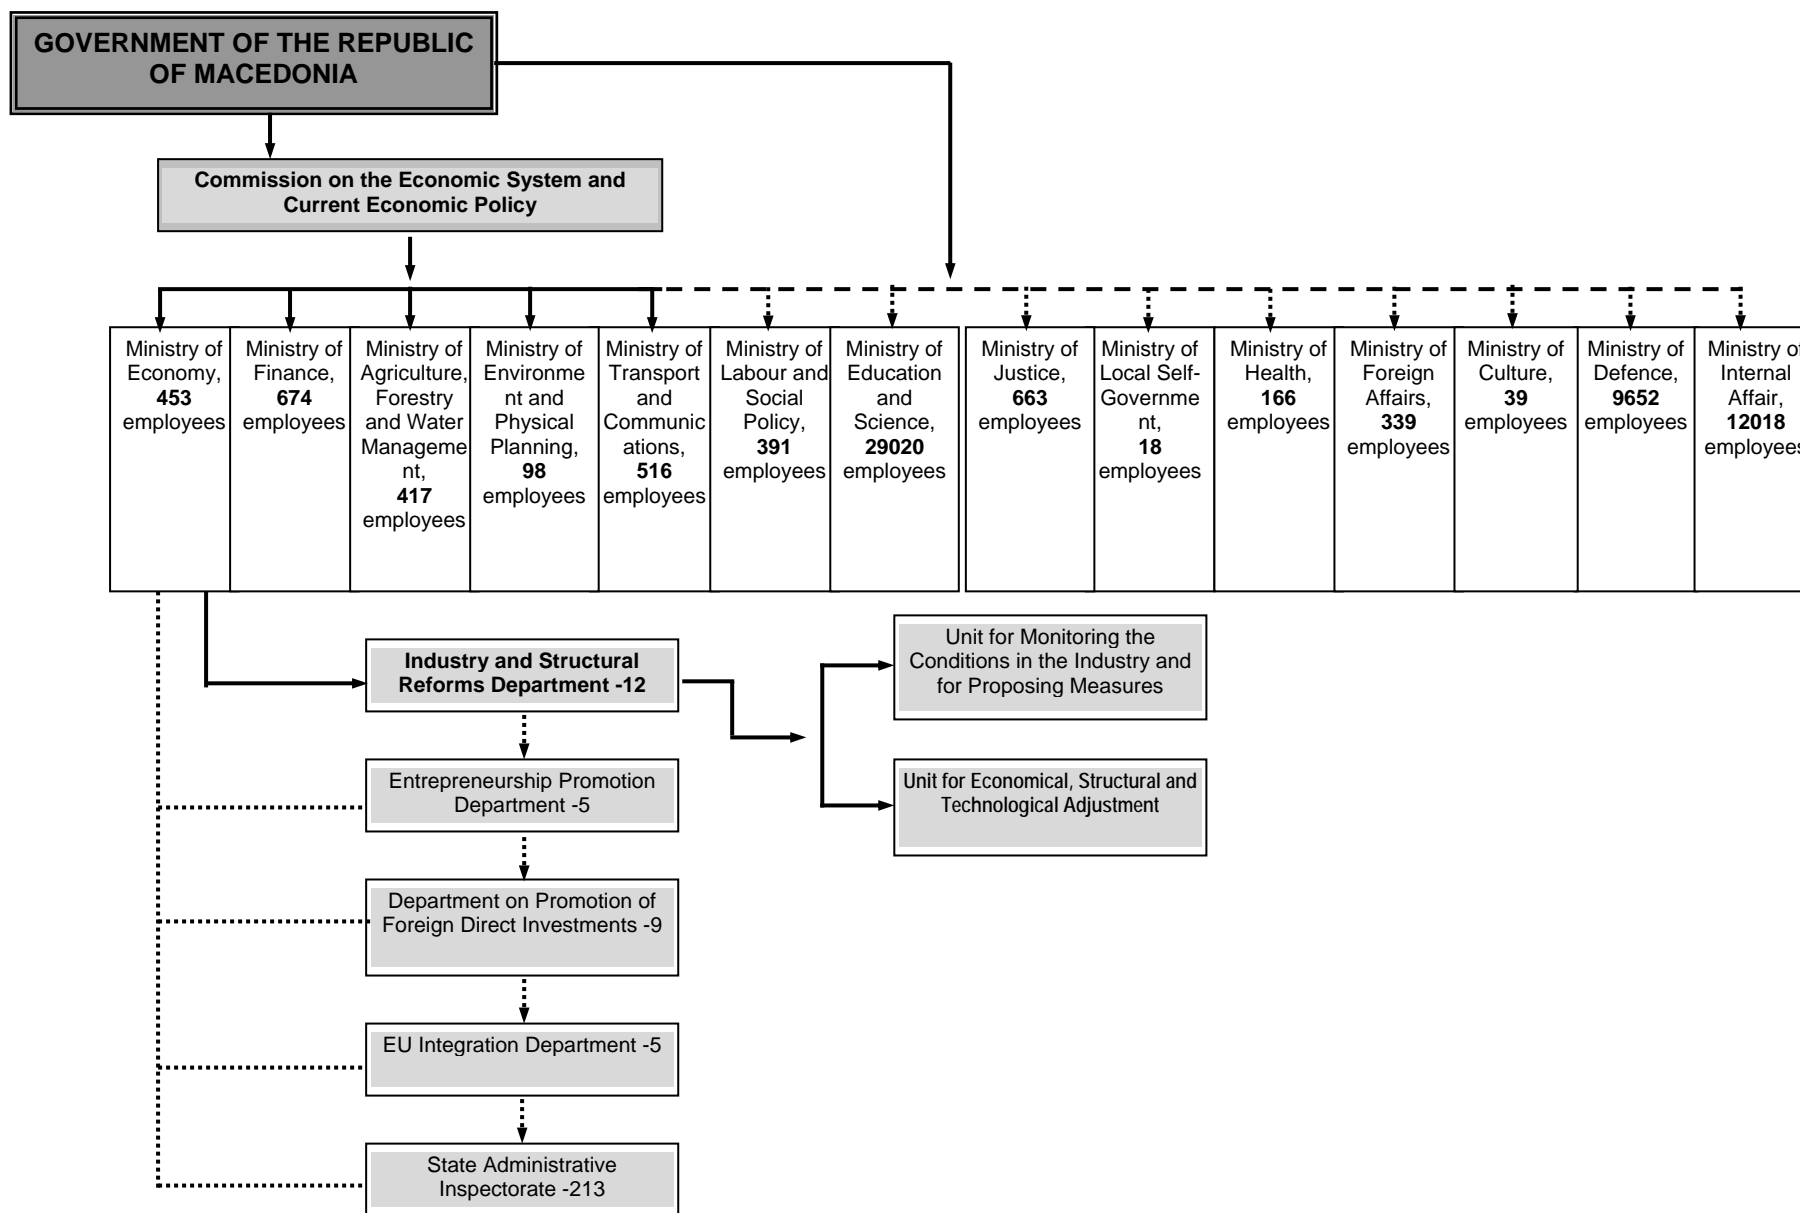 GOVERNMENT OF THE REPUBLIC
OF MACEDONIA
Commission on the Economic System and
Current Economic Policy
Ministry of
Economy,
453
employees
Ministry of
Finance,
674
employees
Ministry of
Agriculture,
Forestry
and Water
Manageme
nt,
417
employees
Ministry of
Environme
nt and
Physical
Planning,
98
employees
Ministry of
Transport
and
Communic
ations,
516
employees
Ministry of
Labour and
Social
Policy,
391
employees
Ministry of
Education
and
Science,
29020
employees
Ministry of
Justice,
663
employees
Ministry of
Local Self-
Governme
nt,
18
employees
Ministry of
Health,
166
employees
Ministry of
Foreign
Affairs,
339
employees
Ministry of
Culture,
39
employees
Ministry of
Defence,
9652
employees
Ministry of
Internal
Affair,
12018
employees
Industry and Structural
Reforms Department -12
Unit for Monitoring the
Conditions in the Industry and
for Proposing Measures
Entrepreneurship Promotion
Department -5
Unit for Economical, Structural and
Technological Adjustment
Department on Promotion of
Foreign Direct Investments -9
EU Integration Department -5
State Administrative
Inspectorate -213